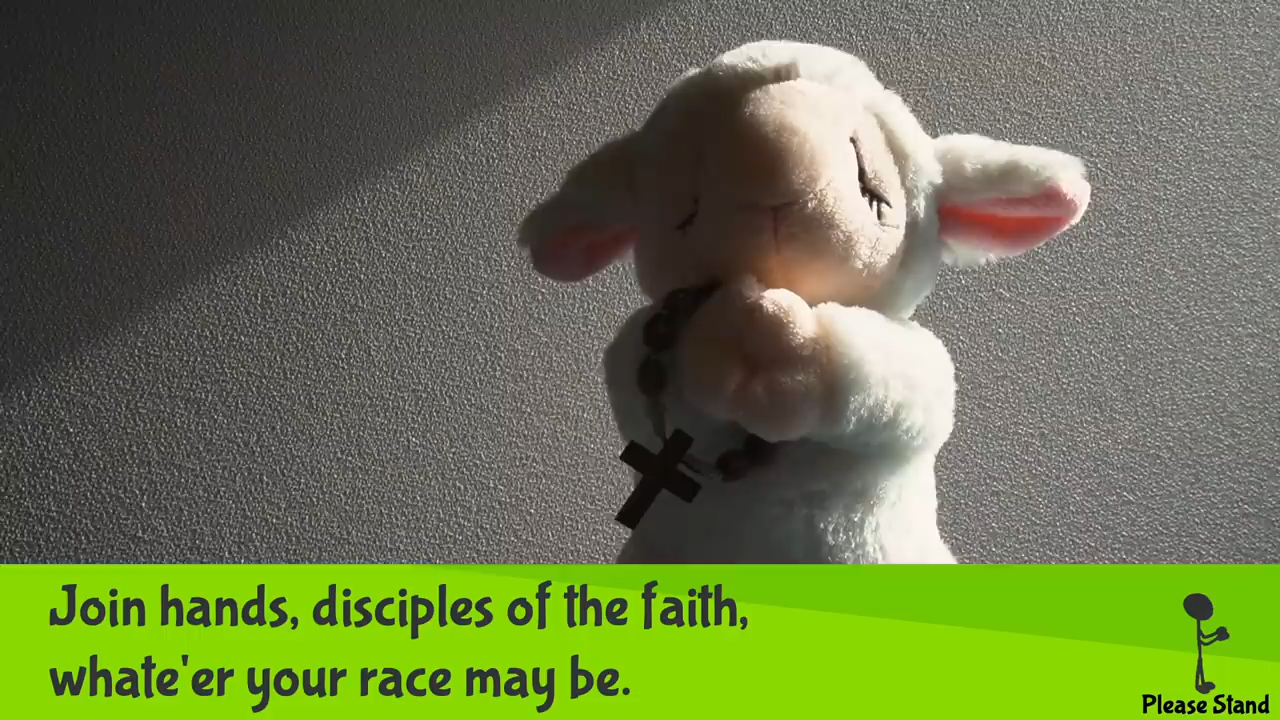 Join hands, disciples of the faith,
whate'er your race may be.
Please Stand